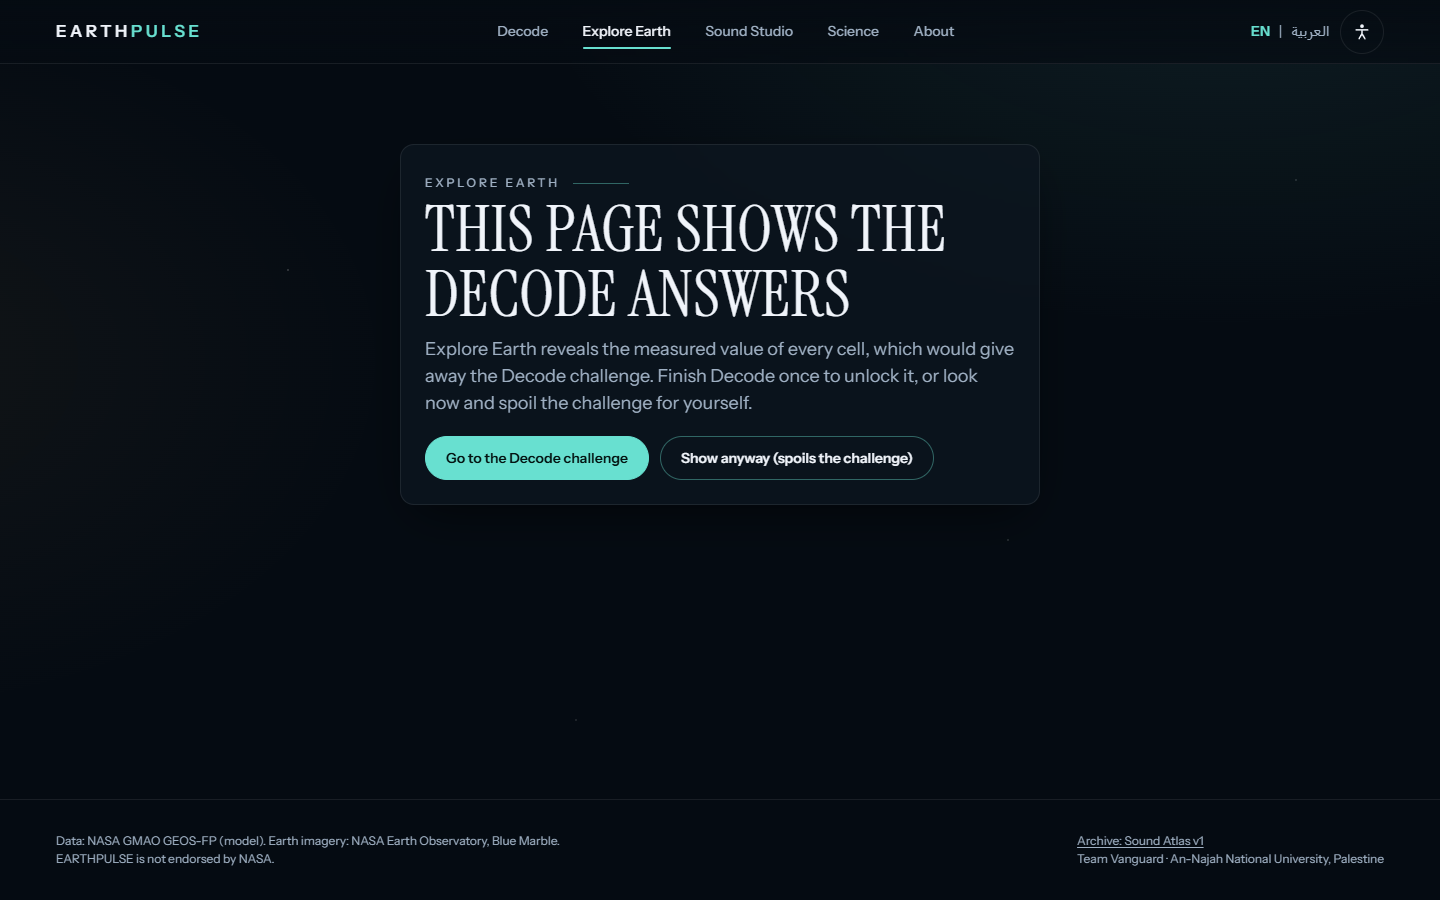 EARTHPULSE
Decode
Explore Earth
Sound Studio
Science
About
EN | العربية
EXPLORE EARTH
THIS PAGE SHOWS THE
DECODE ANSWERS
Explore Earth reveals the measured value of every cell, which would give
away the Decode challenge. Finish Decode once to unlock it, or look
now and spoil the challenge for yourself.
Go to the Decode challenge
Show anyway (spoils the challenge)
Data: NASA GMAO GEOS-FP (model). Earth imagery: NASA Earth Observatory, Blue Marble.
EARTHPULSE is not endorsed by NASA.
Archive: Sound Atlas v1
Team Vanguard · An-Najah National University, Palestine